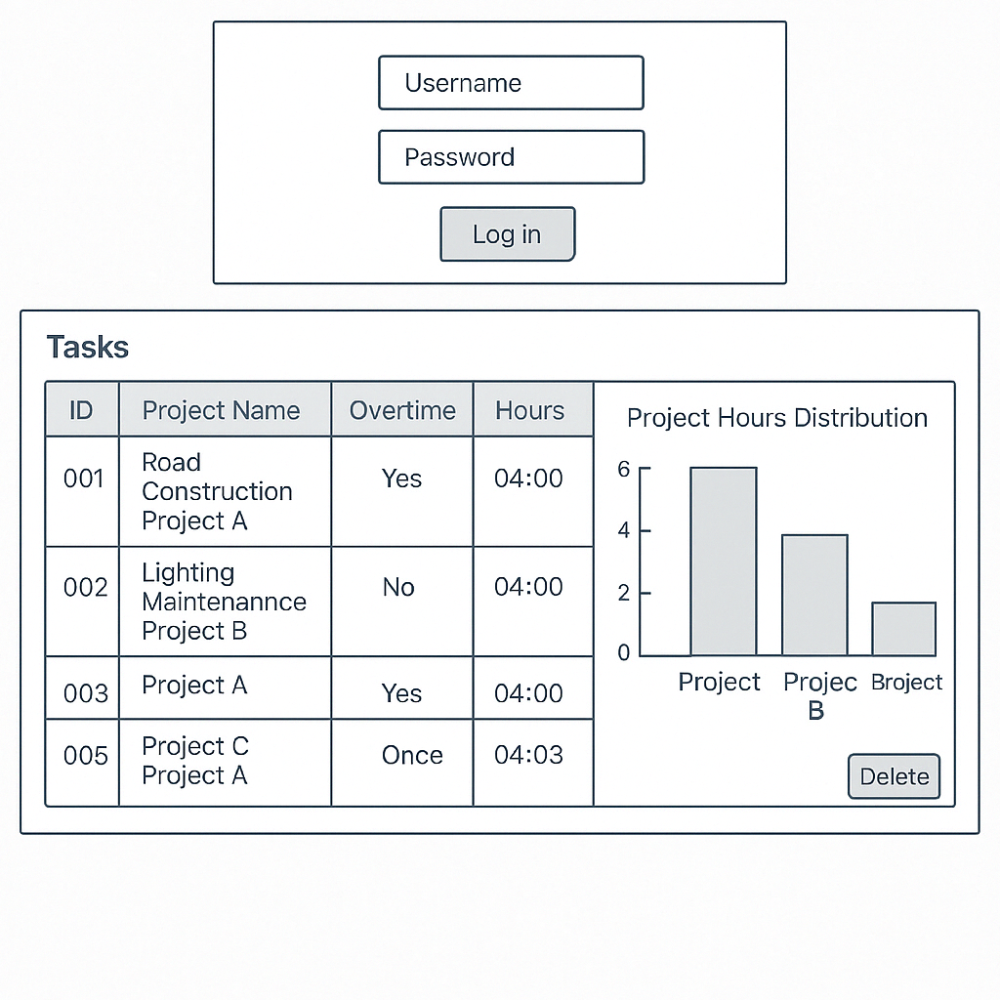 Username
Password
Log in
Tasks
ID Project Name Overtime Hours
001 Road Construction Project A Yes 04:00
002 Lighting Maintenannce Project B No 04:00
003 Project A Yes 04:00
005 Project C Project A Once 04:03
Project Hours Distribution
6
4
2
0
Project Projec B Broject
Delete